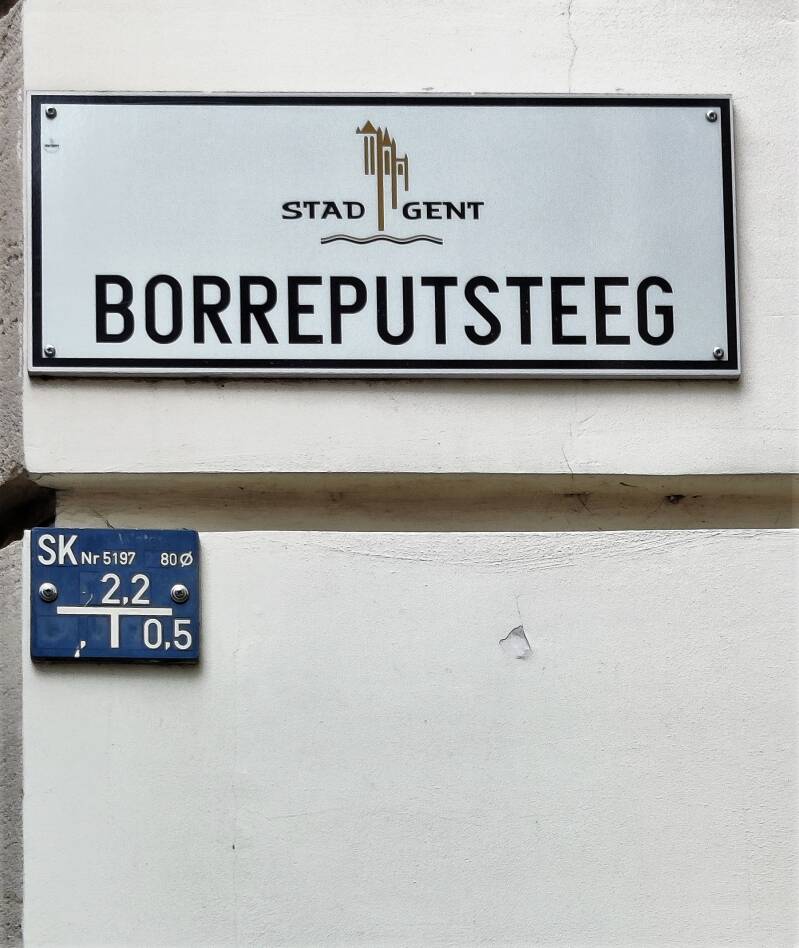 STAD GENT
BORREPUTSTEEG
SK Nr 5197 80 Ø
2,2
, 0,5